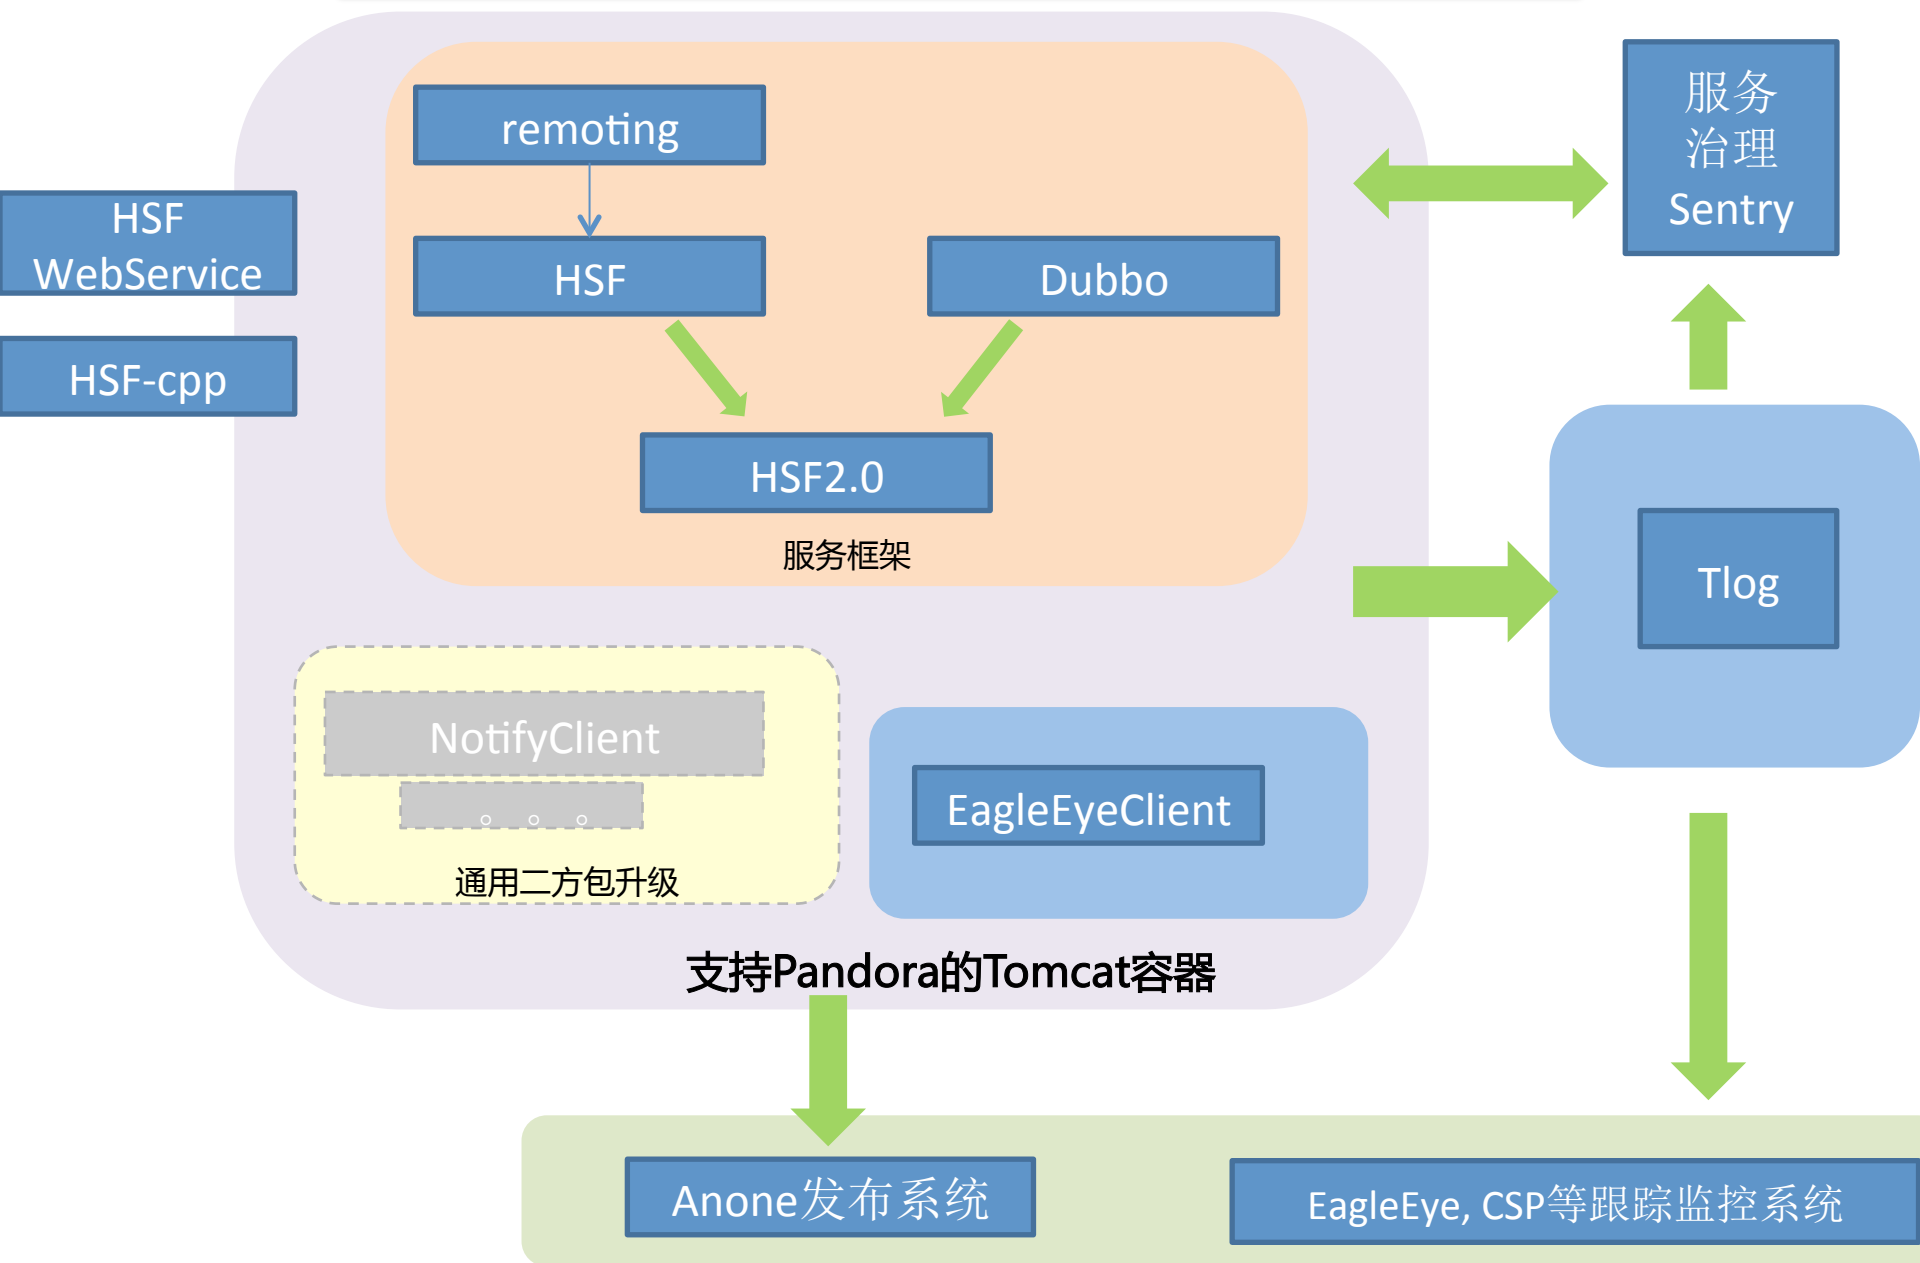 remoting
服务
治理
Sentry
HSF
WebService
HSF
Dubbo
HSF-cpp
HSF2.0
服务框架
Tlog
NotifyClient
。。。
EagleEyeClient
通用二方包升级
支持Pandora的Tomcat容器
Anone发布系统
EagleEye, CSP等跟踪监控系统